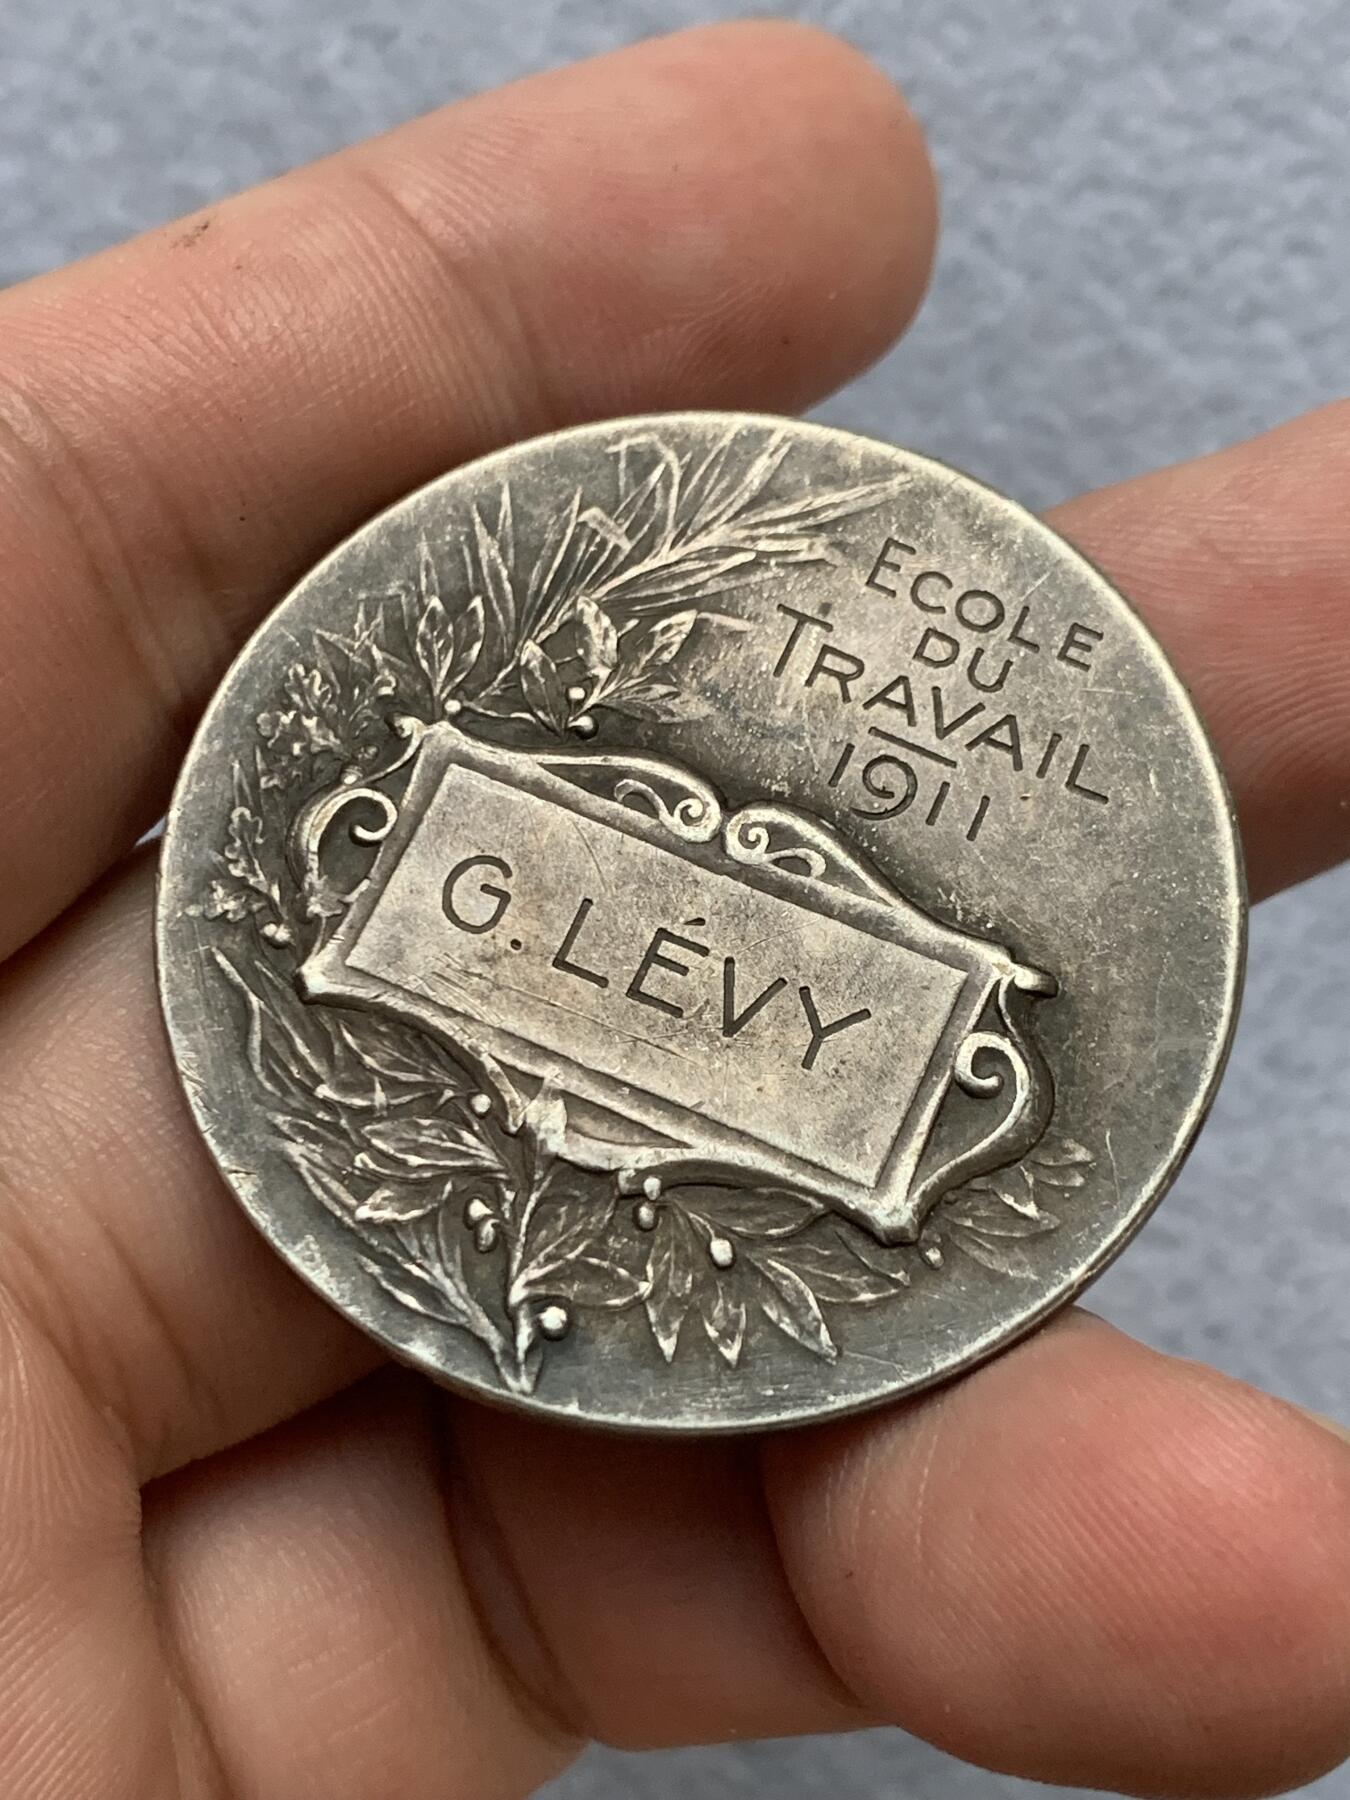 ECOLE
DU
TRAVAIL
1911
G. LÉVY